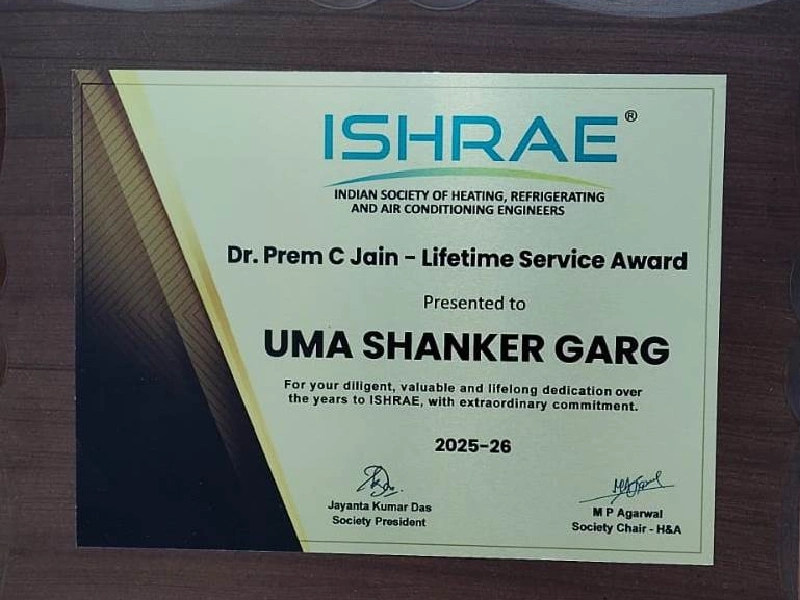 ISHRAE®
INDIAN SOCIETY OF HEATING, REFRIGERATING
AND AIR CONDITIONING ENGINEERS
Dr. Prem C Jain - Lifetime Service Award
Presented to
UMA SHANKER GARG
For your diligent, valuable and lifelong dedication over
the years to ISHRAE, with extraordinary commitment.
2025-26
Jayanta Kumar Das
Society President
M P Agarwal
Society Chair - H&A